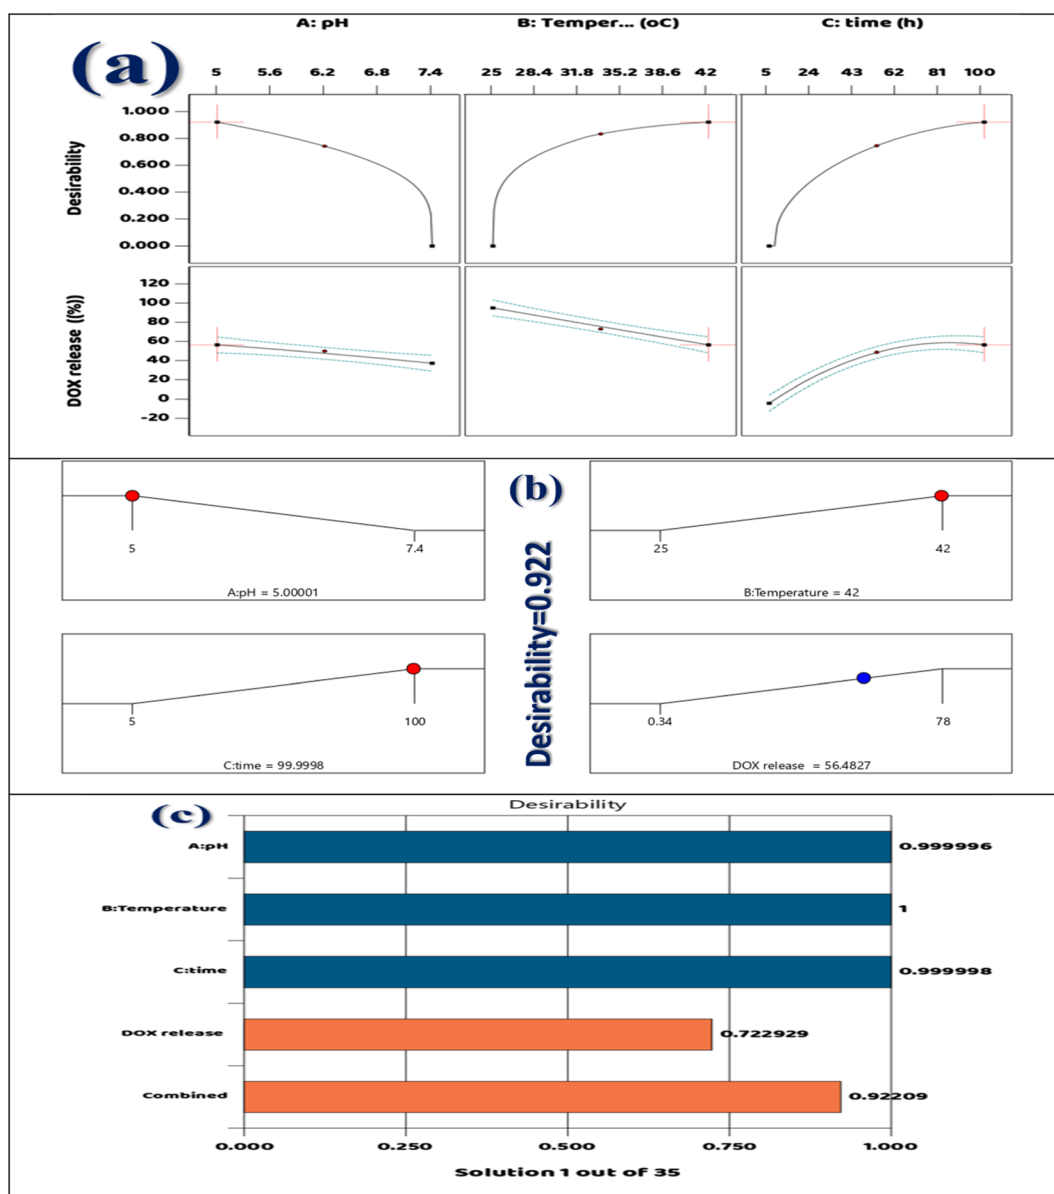 (a)
A: pH
B: Temper... (oC)
C: time (h)
5 5.6 6.2 6.8 7.4
25 28.4 31.8 35.2 38.6 42
5 24 43 62 81 100
Desirability
1.000
0.800
0.600
0.400
0.200
0.000
DOX release ((%))
120
100
80
60
40
20
0
-20
(b)
Desirability=0.922
5 7.4
A:pH = 5.00001
25 42
B:Temperature = 42
5 100
C:time = 99.9998
0.34 78
DOX release = 56.4827
(c)
Desirability
A:pH 0.999996
B:Temperature 1
C:time 0.999998
DOX release 0.722929
Combined 0.92209
0.000 0.250 0.500 0.750 1.000
Solution 1 out of 35